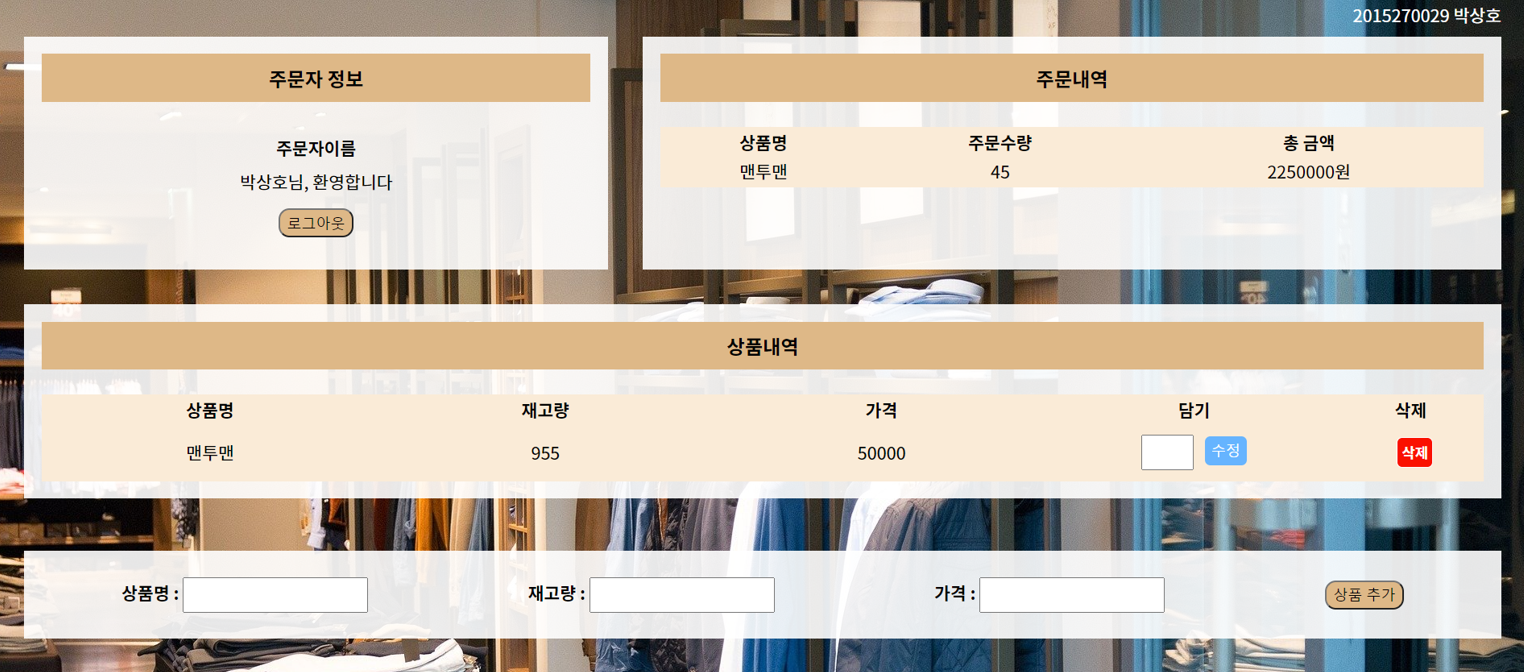 2015270029 박상호
주문자 정보
주문자이름
박상호님, 환영합니다
로그아웃
주문내역
상품명 주문수량 총 금액
맨투맨 45 2250000원
상품내역
상품명 재고량 가격 담기 삭제
맨투맨 955 50000 수정 삭제
상품명 : 재고량 : 가격 : 상품 추가